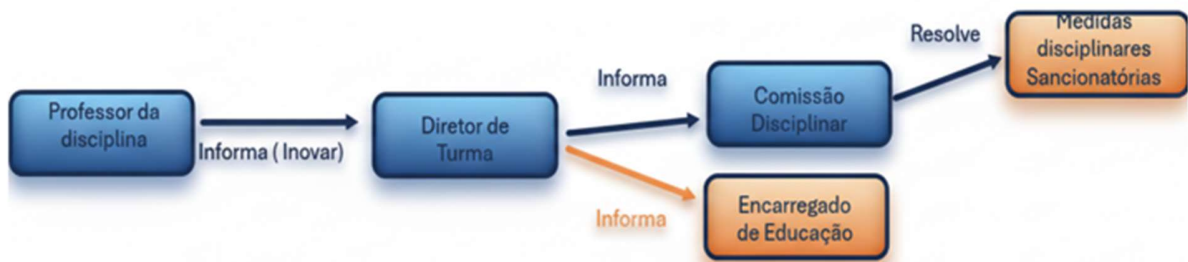 Professor da
disciplina
Informa ( Inovar)
Diretor de
Turma
Informa
Comissão
Disciplinar
Resolve
Medidas
disciplinares
Sancionatórias
Informa
Encarregado
de Educação